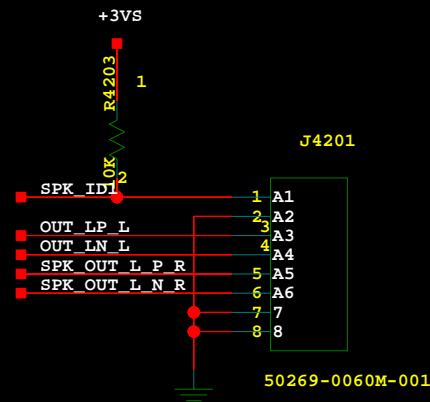 +3VS
R4203
1
J4201
10K
2
SPK_ID1 1 A1
2 A2
OUT_LP_L 3 A3
OUT_LN_L 4 A4
SPK_OUT_L_P_R 5 A5
SPK_OUT_L_N_R 6 A6
7 7
8 8
50269-0060M-001